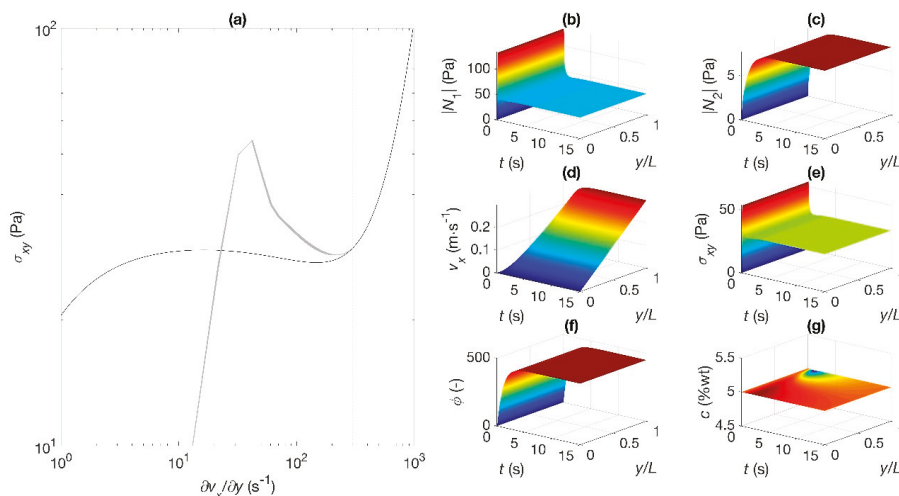 (a)
10²
σxy (Pa)
10¹
10⁰ 10¹ 10² 10³
∂vx/∂y (s⁻¹)
(b)
|N₁| (Pa)
100
50
0
0 5 10 15
t (s)
0 0.5 1
y/L
(c)
|N₂| (Pa)
5
0
0 5 10 15
t (s)
0 0.5 1
y/L
(d)
vx (m·s⁻¹)
0.2
0.1
0
0 5 10 15
t (s)
0 0.5 1
y/L
(e)
σxy (Pa)
50
0
0 5 10 15
t (s)
0 0.5 1
y/L
(f)
ϕ (-)
500
0
0 5 10 15
t (s)
0 0.5 1
y/L
(g)
c (%wt)
5.5
5
4.5
0 5 10 15
t (s)
0 0.5 1
y/L